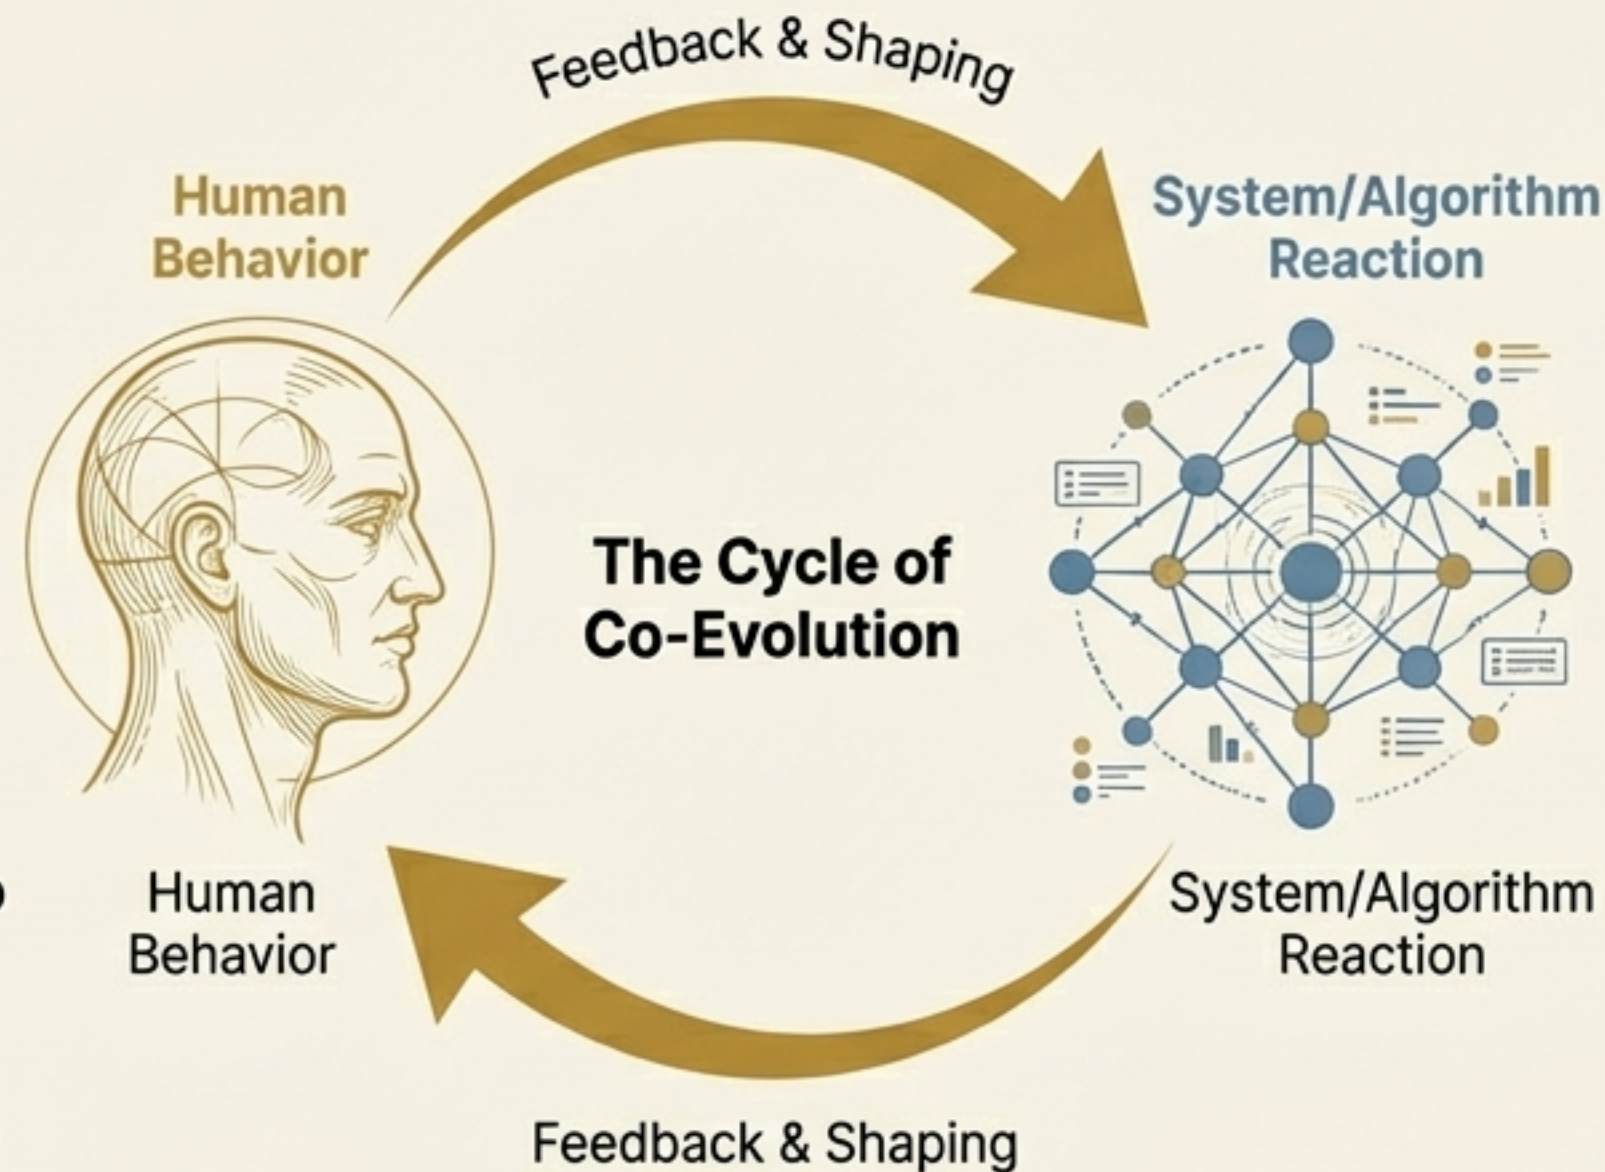 Feedback & Shaping
Human
Behavior
System/Algorithm
Reaction
The Cycle of
Co-Evolution
Human
Behavior
System/Algorithm
Reaction
Feedback & Shaping